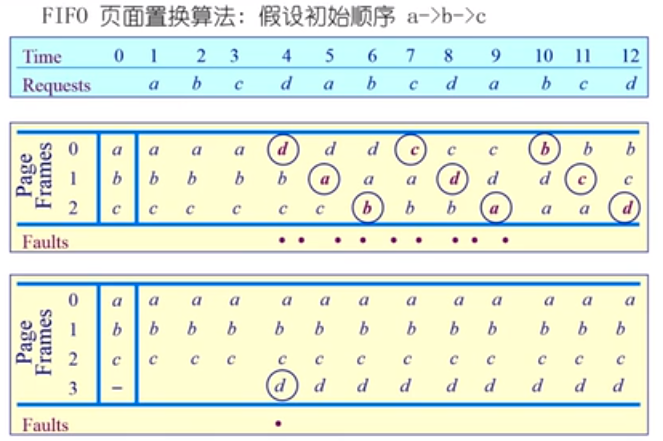 FIFO 页面置换算法：假设初始顺序 a->b->c
Time 0 1 2 3 4 5 6 7 8 9 10 11 12
Requests a b c d a b c d a b c d
Page Frames
0 a a a a d d d c c c b b b
1 b b b b b a a a d d d c c
2 c c c c c c b b b a a a d
Faults • • • • • • • • •
Page Frames
0 a a a a a a a a a a a a a
1 b b b b b b b b b b b b b
2 c c c c c c c c c c c c c
3 – d d d d d d d d d
Faults •